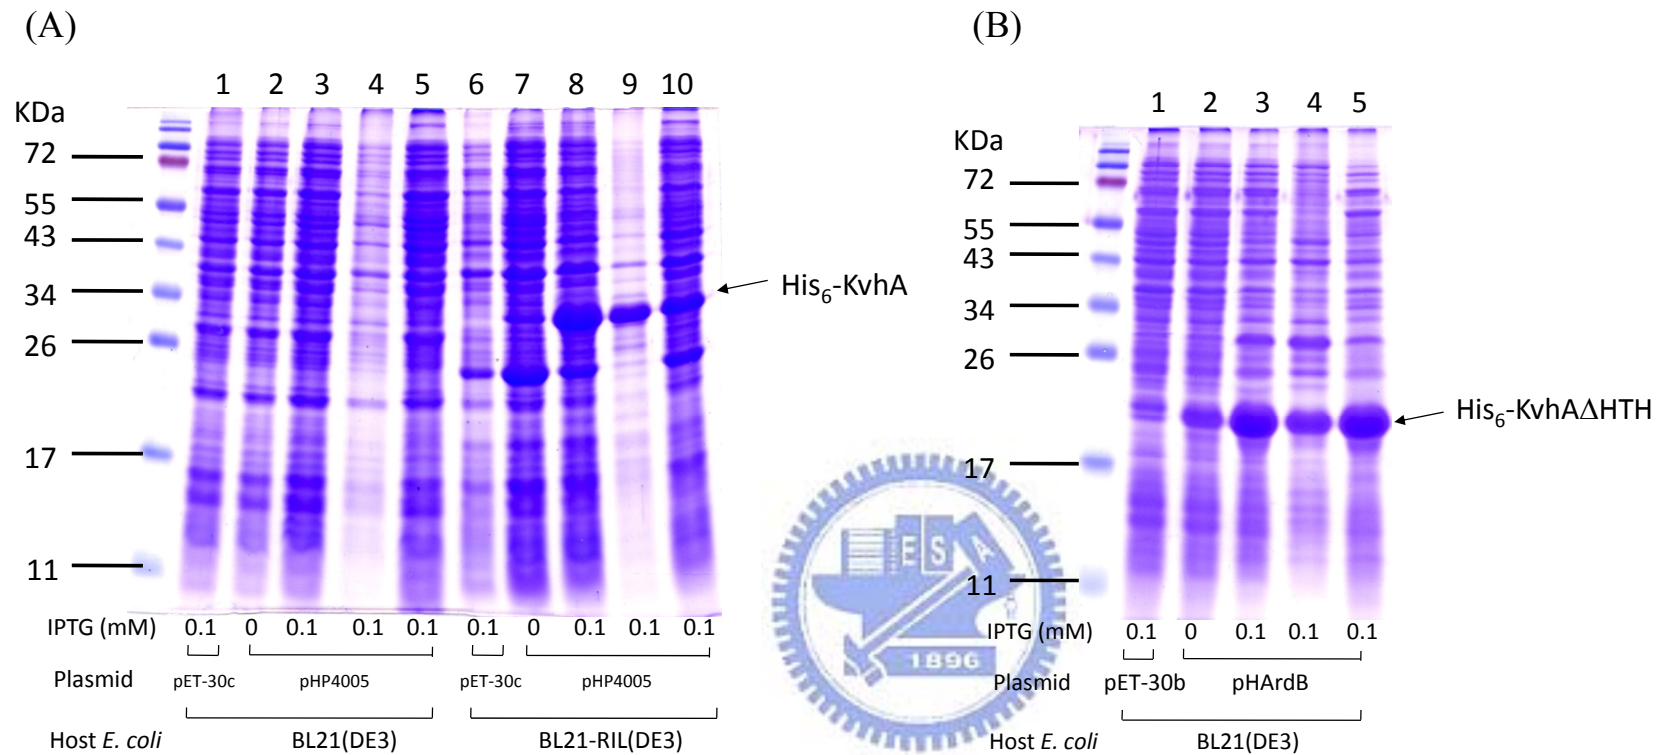 (A)
1 2 3 4 5 6 7 8 9 10
KDa
72
55
43
34
26
17
11
His6-KvhA
IPTG (mM) 0.1 0 0.1 0.1 0.1 0.1 0 0.1 0.1 0.1
Plasmid pET-30c pHP4005 pET-30c pHP4005
Host E. coli BL21(DE3) BL21-RIL(DE3)
(B)
1 2 3 4 5
KDa
72
55
43
34
26
17
11
His6-KvhAΔHTH
IPTG (mM) 0.1 0 0.1 0.1 0.1
Plasmid pET-30b pHArdB
Host E. coli BL21(DE3)
E S A
1896